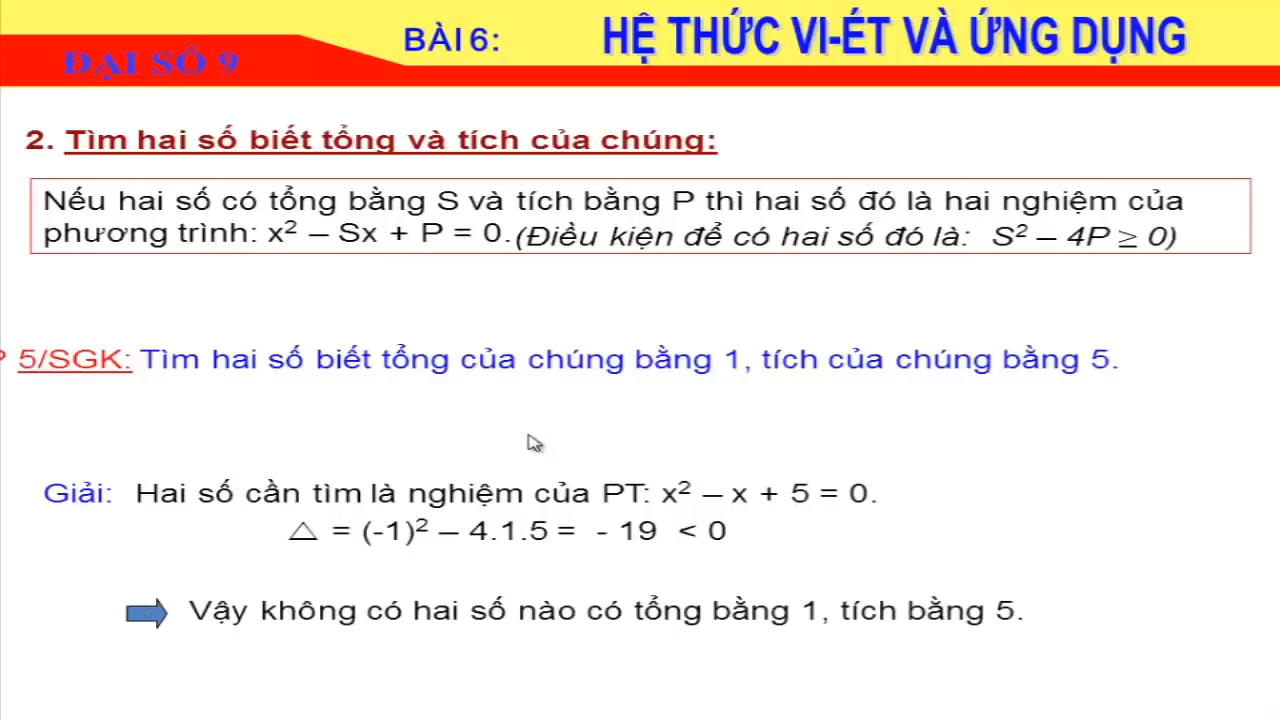 BÀI 6: HỆ THỨC VI-ÉT VÀ ỨNG DỤNG
ĐẠI SỐ 9
2. Tìm hai số biết tổng và tích của chúng:
Nếu hai số có tổng bằng S và tích bằng P thì hai số đó là hai nghiệm của
phương trình: x² – Sx + P = 0. (Điều kiện để có hai số đó là: S² – 4P ≥ 0)
? 5/SGK: Tìm hai số biết tổng của chúng bằng 1, tích của chúng bằng 5.
Giải: Hai số cần tìm là nghiệm của PT: x² – x + 5 = 0.
△ = (-1)² – 4.1.5 = - 19 < 0
Vậy không có hai số nào có tổng bằng 1, tích bằng 5.